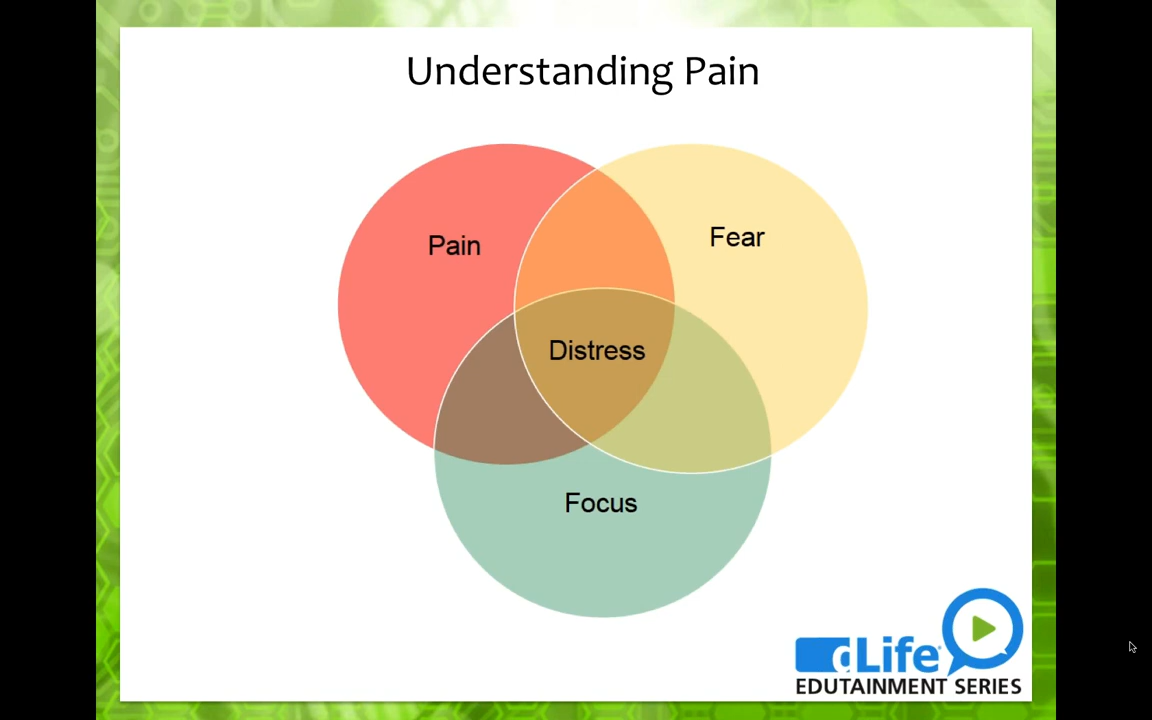 Understanding Pain
Pain
Fear
Distress
Focus
dLife
EDUTAINMENT SERIES